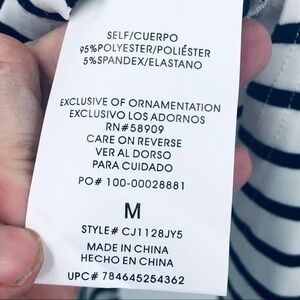 SELF/CUERPO
95%POLYESTER/POLIÉSTER
5%SPANDEX/ELASTANO
EXCLUSIVE OF ORNAMENTATION
EXCLUSIVO LOS ADORNOS
RN#58909
CARE ON REVERSE
VER AL DORSO
PARA CUIDADO
PO# 100-00028881
M
STYLE# CJ1128JY5
MADE IN CHINA
HECHO EN CHINA
UPC# 784645254362